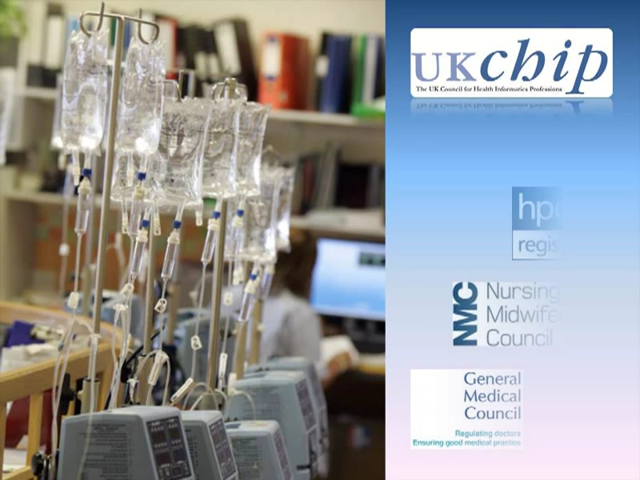 UKchip
The UK Council for Health Informatics Professions
hpc
regis
NMC
Nursing
Midwife
Council
General
Medical
Council
Regulating doctors
Ensuring good medical practice